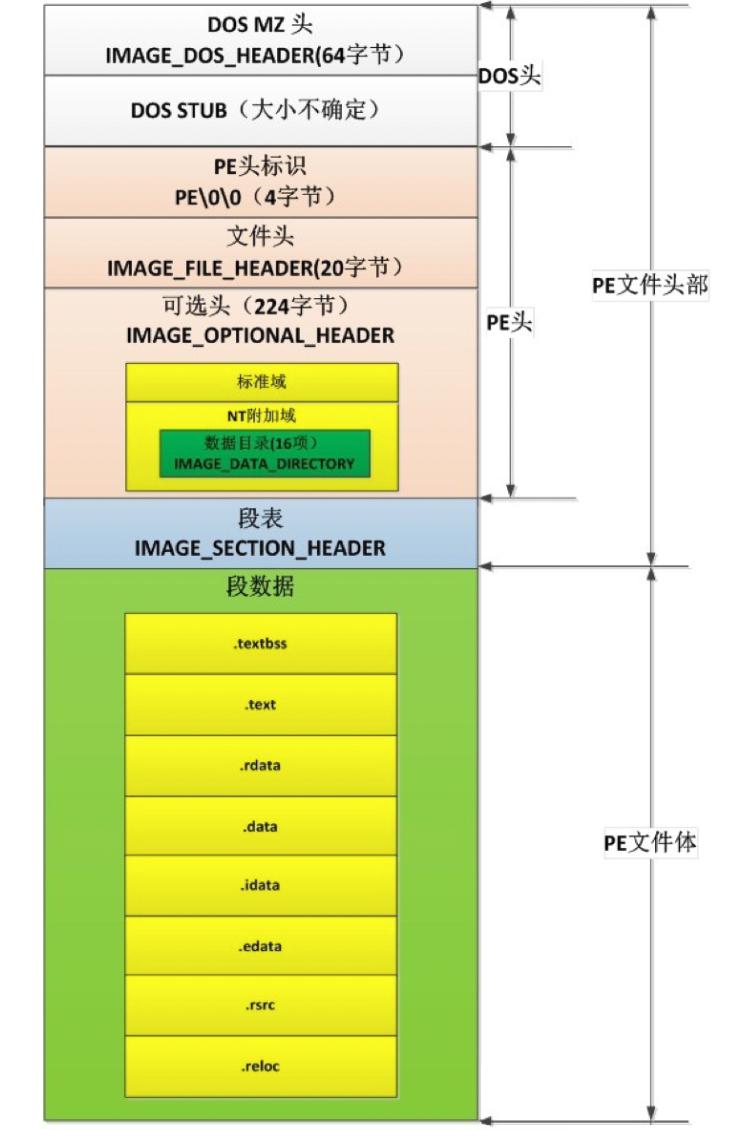 DOS MZ 头
IMAGE_DOS_HEADER(64字节）
DOS头
DOS STUB（大小不确定）
PE头标识
PE\0\0（4字节）
文件头
IMAGE_FILE_HEADER(20字节）
PE文件头部
可选头（224字节）
IMAGE_OPTIONAL_HEADER
PE头
标准域
NT附加域
数据目录(16项）
IMAGE_DATA_DIRECTORY
段表
IMAGE_SECTION_HEADER
段数据
.textbss
.text
.rdata
.data
PE文件体
.idata
.edata
.rsrc
.reloc